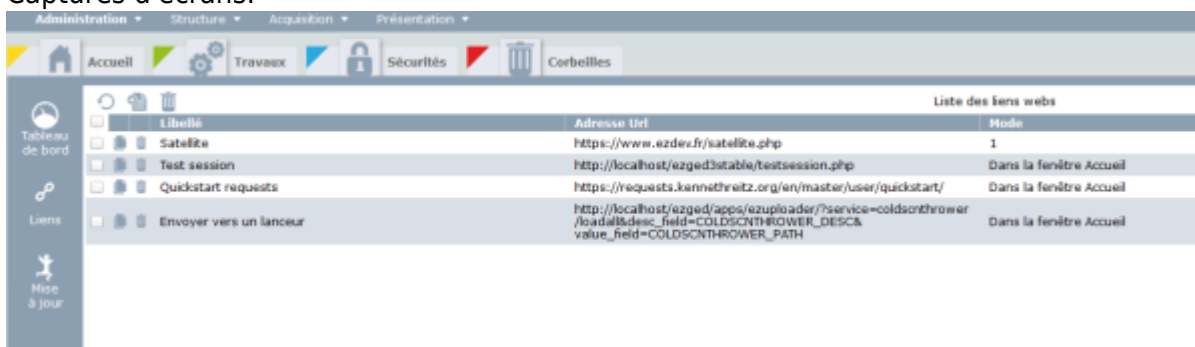 Captures d'écrans:
Administration Structure Acquisition Présentation
Accueil Travaux Sécurités Corbeilles
Liste des liens webs
Tableau de bord
Libellé Adresse Url Mode
Satellite https://www.ezdev.fr/satellite.php 1
Test session http://localhost/ezged3stable/testsession.php Dans la fenêtre Accueil
Quickstart requests https://requests.kennethreitz.org/en/master/user/quickstart/ Dans la fenêtre Accueil
Liens
Envoyer vers un lanceur http://localhost/ezged/apps/ezuploader/?service=coldscnthrower
/loadall&desc_field=COLDSCNTHROWER_DESC& Dans la fenêtre Accueil
value_field=COLDSCNTHROWER_PATH
Mise
à jour